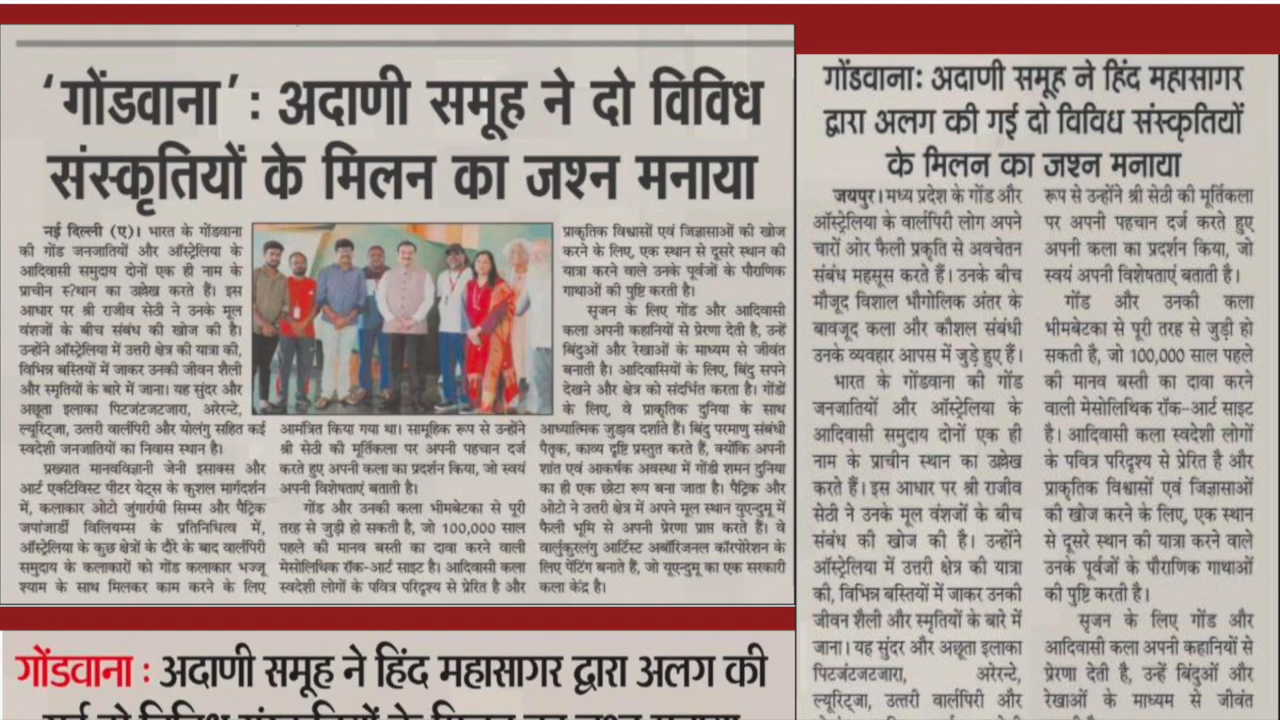 'गोंडवाना' : अदाणी समूह ने दो विविध
संस्कृतियों के मिलन का जश्न मनाया
नई दिल्ली (ए)। भारत के गोंडवाना
की गोंड जनजातियों और ऑस्ट्रेलिया के
आदिवासी समुदाय दोनों एक ही नाम के
प्राचीन स्?थान का उल्लेख करते हैं। इस
आधार पर श्री राजीव सेठी ने उनके मूल
वंशजों के बीच संबंध की खोज की है।
उन्होंने ऑस्ट्रेलिया में उत्तरी क्षेत्र की यात्रा की,
विभिन्न बस्तियों में जाकर उनकी जीवन शैली
और स्मृतियों के बारे में जाना। यह सुंदर और
अछूता इलाका पिटजंटजटजारा, अरेरन्टे,
ल्यूरिट्जा, उत्तरी वार्लपीरी और योलंगु सहित कई
स्वदेशी जनजातियों का निवास स्थान है।
प्रख्यात मानवविज्ञानी जेनी इसाक्स और
आर्ट एक्टिविस्ट पीटर येट्स के कुशल मार्गदर्शन
में, कलाकार ओटो जुंगार्रायी सिम्स और पैट्रिक
जपांजार्डी विलियम्स के प्रतिनिधित्व में,
ऑस्ट्रेलिया के कुछ क्षेत्रों के दौरे के बाद वार्लपिरी
समुदाय के कलाकारों को गोंड कलाकार भज्जू
श्याम के साथ मिलकर काम करने के लिए
आमंत्रित किया गया था। सामूहिक रूप से उन्होंने
श्री सेठी की मूर्तिकला पर अपनी पहचान दर्ज
करते हुए अपनी कला का प्रदर्शन किया, जो स्वयं
अपनी विशेषताएं बताती है।
गोंड और उनकी कला भीमबेटका से पूरी
तरह से जुड़ी हो सकती है, जो 100,000 साल
पहले की मानव बस्ती का दावा करने वाली
मेसोलिथिक रॉक-आर्ट साइट है। आदिवासी कला
स्वदेशी लोगों के पवित्र परिदृश्य से प्रेरित है और
प्राकृतिक विश्वासों एवं जिज्ञासाओं की खोज
करने के लिए, एक स्थान से दूसरे स्थान की
यात्रा करने वाले उनके पूर्वजों के पौराणिक
गाथाओं की पुष्टि करती है।
सृजन के लिए गोंड और आदिवासी
कला अपनी कहानियों से प्रेरणा देती है, उन्हें
बिंदुओं और रेखाओं के माध्यम से जीवंत
बनाती है। आदिवासियों के लिए, बिंदु सपने
देखने और क्षेत्र को संदर्भित करता है। गोंडों
के लिए, वे प्राकृतिक दुनिया के साथ
आध्यात्मिक जुड़ाव दर्शाते हैं। बिंदु परमाणु संबंधी
पैतृक, काव्य दृष्टि प्रस्तुत करते हैं, क्योंकि अपनी
शांत एवं आकर्षक अवस्था में गोंडी शमन दुनिया
का ही एक छोटा रूप बना जाता है। पैट्रिक और
ओटो ने उत्तरी क्षेत्र में अपने मूल स्थान युएन्दुमू में
फैली भूमि से अपनी प्रेरणा प्राप्त करते हैं। वे
वार्लुकुरलंगु आर्टिस्ट अबॉरिजनल कॉरपोरेशन के
लिए पेंटिंग बनाते हैं, जो यूएन्दुमू का एक सरकारी
कला केंद्र है।
गोंडवाना : अदाणी समूह ने हिंद महासागर द्वारा अलग की
गई दो विविध संस्कृतियों के मिलन का जश्न मनाया
गोंडवाना: अदाणी समूह ने हिंद महासागर
द्वारा अलग की गई दो विविध संस्कृतियों
के मिलन का जश्न मनाया
जयपुर। मध्य प्रदेश के गोंड और
ऑस्ट्रेलिया के वार्लपिरी लोग अपने
चारों ओर फैली प्रकृति से अवचेतन
संबंध महसूस करते हैं। उनके बीच
मौजूद विशाल भौगोलिक अंतर के
बावजूद कला और कौशल संबंधी
उनके व्यवहार आपस में जुड़े हुए हैं।
भारत के गोंडवाना की गोंड
जनजातियों और ऑस्ट्रेलिया के
आदिवासी समुदाय दोनों एक ही
नाम के प्राचीन स्थान का उल्लेख
करते हैं। इस आधार पर श्री राजीव
सेठी ने उनके मूल वंशजों के बीच
संबंध की खोज की है। उन्होंने
ऑस्ट्रेलिया में उत्तरी क्षेत्र की यात्रा
की, विभिन्न बस्तियों में जाकर उनकी
जीवन शैली और स्मृतियों के बारे में
जाना। यह सुंदर और अछूता इलाका
पिटजंटजटजारा, अरेरन्टे,
ल्यूरिट्जा, उत्तरी वार्लपीरी और
रूप से उन्होंने श्री सेठी की मूर्तिकला
पर अपनी पहचान दर्ज करते हुए
अपनी कला का प्रदर्शन किया, जो
स्वयं अपनी विशेषताएं बताती है।
गोंड और उनकी कला
भीमबेटका से पूरी तरह से जुड़ी हो
सकती है, जो 100,000 साल पहले
की मानव बस्ती का दावा करने
वाली मेसोलिथिक रॉक-आर्ट साइट
है। आदिवासी कला स्वदेशी लोगों
के पवित्र परिदृश्य से प्रेरित है और
प्राकृतिक विश्वासों एवं जिज्ञासाओं
की खोज करने के लिए, एक स्थान
से दूसरे स्थान की यात्रा करने वाले
उनके पूर्वजों के पौराणिक गाथाओं
की पुष्टि करती है।
सृजन के लिए गोंड और
आदिवासी कला अपनी कहानियों से
प्रेरणा देती है, उन्हें बिंदुओं और
रेखाओं के माध्यम से जीवंत